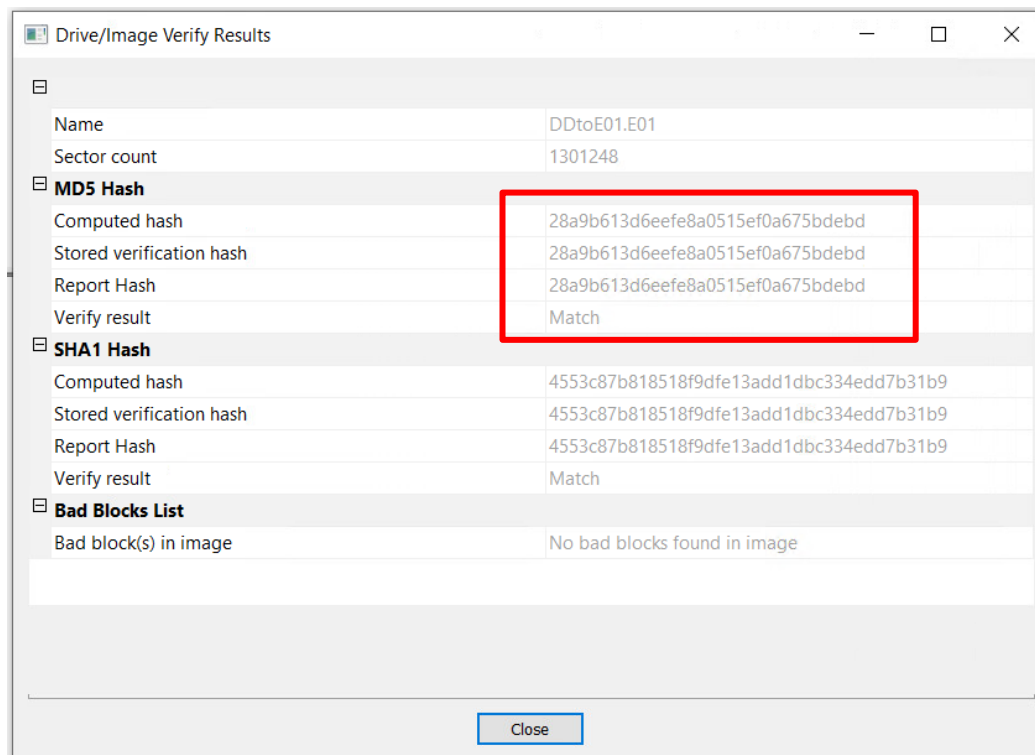 Drive/Image Verify Results
Name DDtoE01.E01
Sector count 1301248
MD5 Hash
Computed hash 28a9b613d6eefe8a0515ef0a675bdebd
Stored verification hash 28a9b613d6eefe8a0515ef0a675bdebd
Report Hash 28a9b613d6eefe8a0515ef0a675bdebd
Verify result Match
SHA1 Hash
Computed hash 4553c87b818518f9dfe13add1dbc334edd7b31b9
Stored verification hash 4553c87b818518f9dfe13add1dbc334edd7b31b9
Report Hash 4553c87b818518f9dfe13add1dbc334edd7b31b9
Verify result Match
Bad Blocks List
Bad block(s) in image No bad blocks found in image
Close